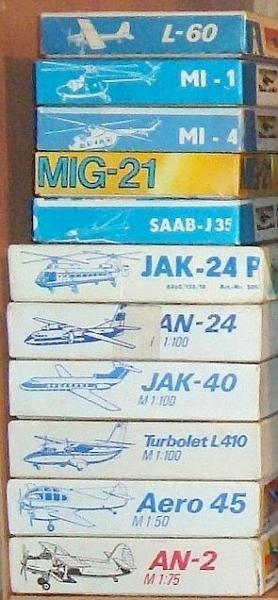 L-60
MI-1
MI-4
MIG-21
SAAB-J35
JAK-24 P
AN-24
1:100
JAK-40
M 1:100
Turbolet L410
M 1:100
Aero 45
M 1:50
AN-2
M 1:75